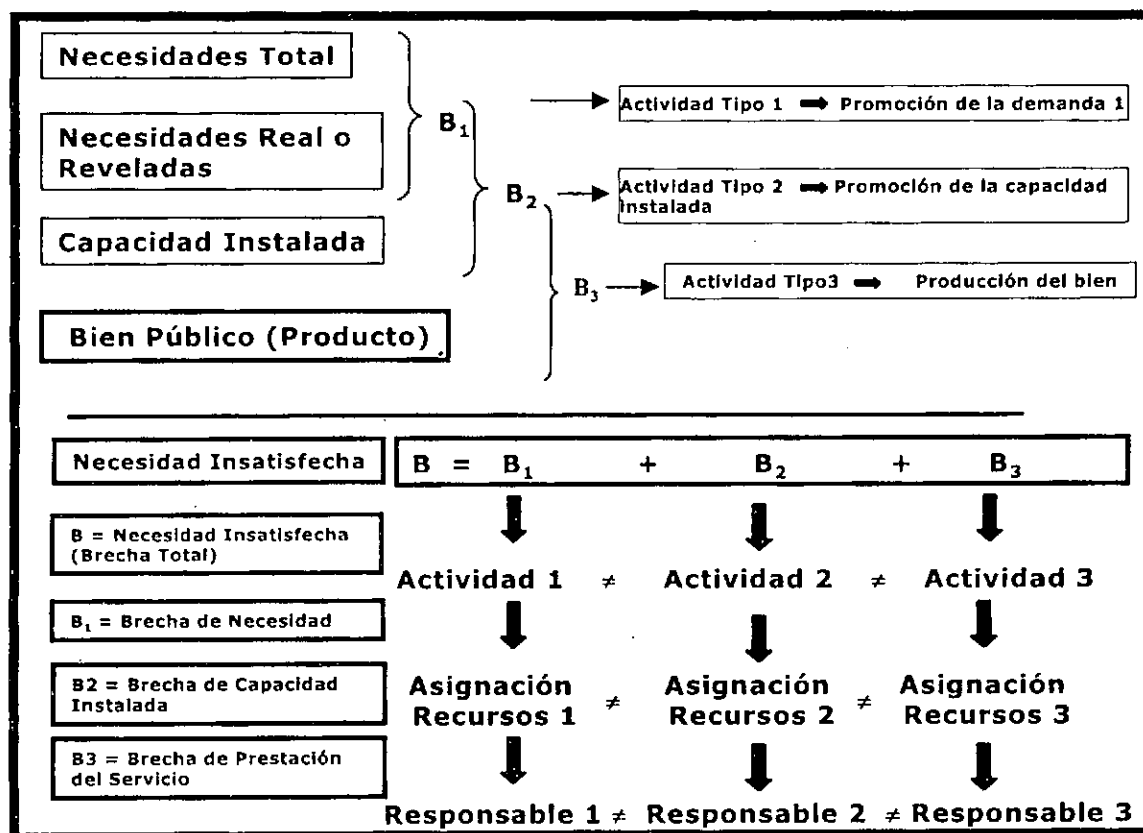 Necesidades Total
Necesidades Real o
Reveladas
Capacidad Instalada
Bien Público (Producto)
B₁
B₂
B₃
Actividad Tipo 1 ➡ Promoción de la demanda 1
Actividad Tipo 2 ➡ Promoción de la capacidad
Instalada
Actividad Tipo3 ➡ Producción del bien
Necesidad Insatisfecha
B = B₁ + B₂ + B₃
B = Necesidad Insatisfecha
(Brecha Total)
B₁ = Brecha de Necesidad
B2 = Brecha de Capacidad
Instalada
B3 = Brecha de Prestación
del Servicio
Actividad 1 ≠ Actividad 2 ≠ Actividad 3
Asignación Asignación Asignación
Recursos 1 ≠ Recursos 2 ≠ Recursos 3
Responsable 1 ≠ Responsable 2 ≠ Responsable 3